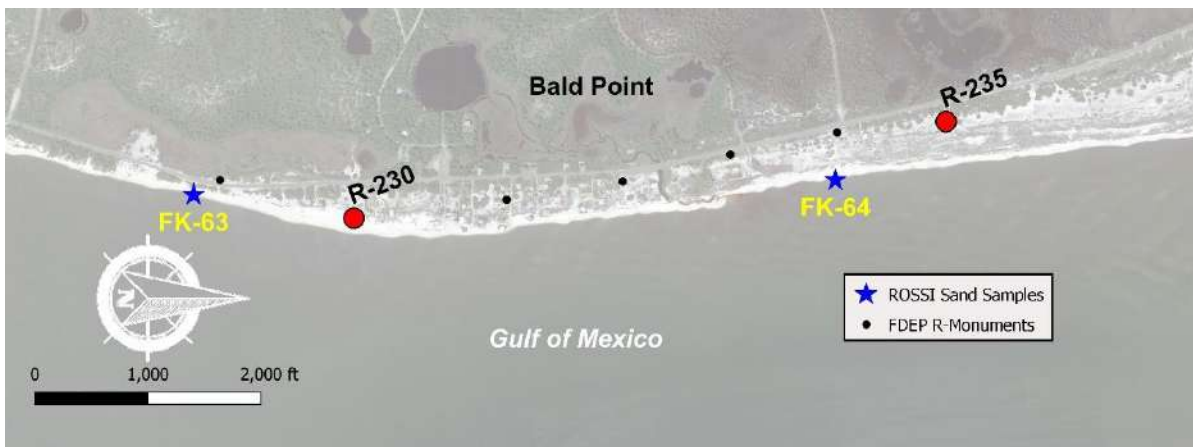 Bald Point
R-235
R-230
FK-63
FK-64
N
ROSSI Sand Samples
FDEP R-Monuments
Gulf of Mexico
0 1,000 2,000 ft